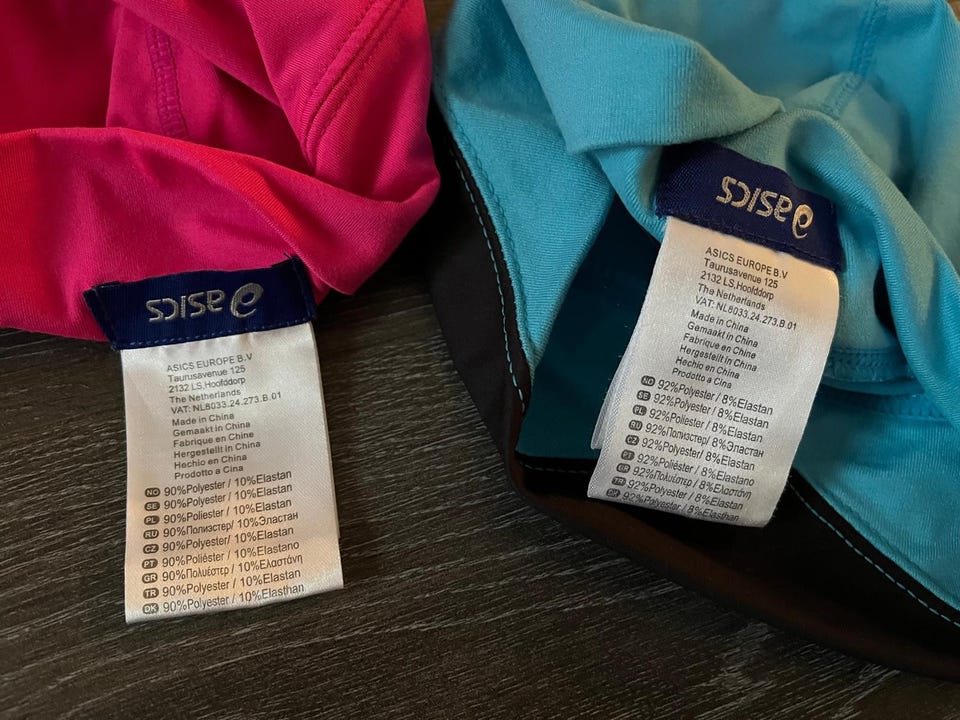 asics
ASICS EUROPE B.V
Taurusavenue 125
2132 LS,Hoofddorp
The Netherlands
VAT: NL8033.24.273.B.01
Made in China
Gemaakt in China
Fabrique en Chine
Hergestellt in China
Hecho en China
Prodotto a Cina
NO 90%Polyester / 10%Elastan
SE 90%Polyester / 10%Elastan
PL 90%Poliester / 10%Elastan
RU 90%Полиэстер/ 10%Эластан
CZ 90%Polyester / 10%Elastan
PT 90%Poliéster / 10%Elastano
GR 90%Πολυέστερ / 10%Ελαστάνη
TR 90%Polyester / 10%Elastan
DK 90%Polyester / 10%Elasthan
asics
ASICS EUROPE B.V
Taurusavenue 125
2132 LS,Hoofddorp
The Netherlands
VAT: NL8033.24.273.B.01
Made in China
Gemaakt in China
Fabrique en Chine
Hergestellt in China
Hecho en China
Prodotto a Cina
NO 92%Polyester / 8%Elastan
SE 92%Polyester / 8%Elastan
PL 92%Poliester / 8%Elastan
RU 92%Полиэстер/ 8%Эластан
CZ 92%Polyester/ 8%Elastan
PT 92%Poliéster / 8%Elastano
GR 92%Πολυέστερ / 8%Ελαστάνη
TR 92%Polyester / 8%Elastan
DK 92%Polyester / 8%Elasthan